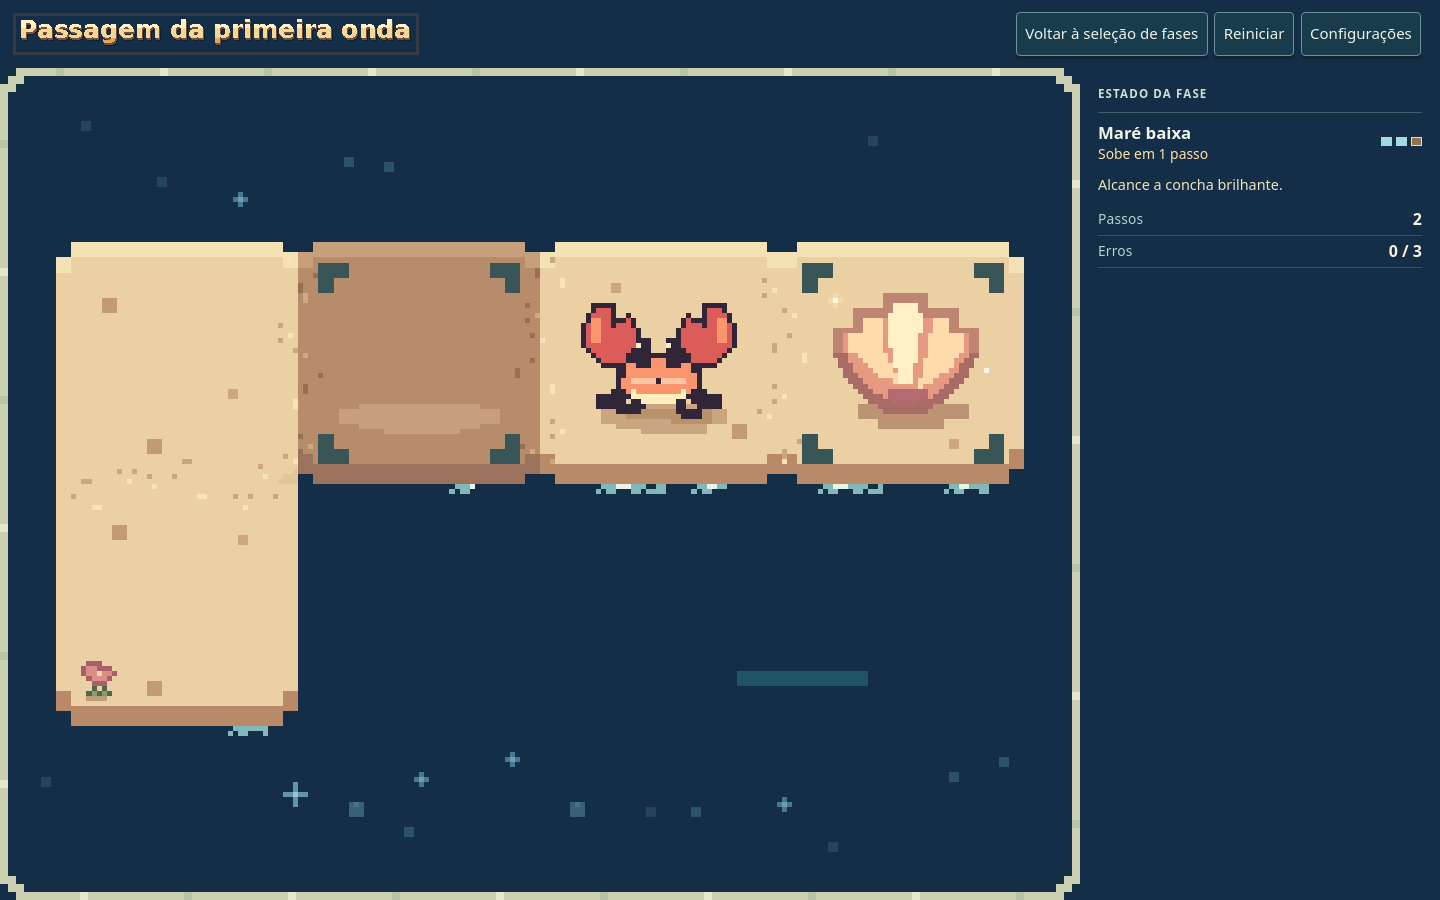 Passagem da primeira onda
Voltar à seleção de fases
Reiniciar
Configurações
ESTADO DA FASE
Maré baixa
Sobe em 1 passo
Alcance a concha brilhante.
Passos 2
Erros 0 / 3